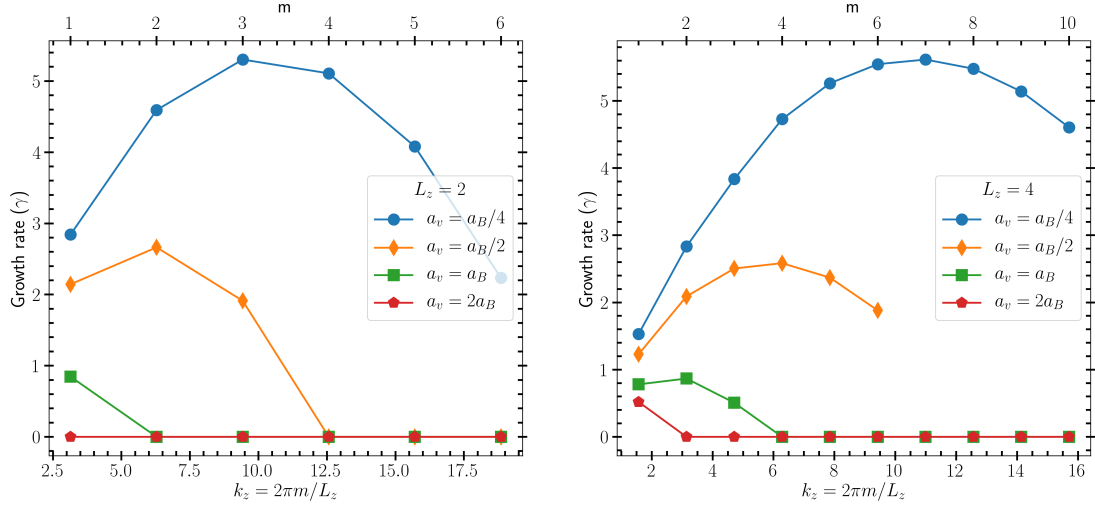 m
1 2 3 4 5 6
5
4
3
2
1
0
Growth rate (γ)
L_z = 2
a_v = a_B/4
a_v = a_B/2
a_v = a_B
a_v = 2a_B
2.5 5.0 7.5 10.0 12.5 15.0 17.5
k_z = 2πm/L_z
m
2 4 6 8 10
5
4
3
2
1
0
Growth rate (γ)
L_z = 4
a_v = a_B/4
a_v = a_B/2
a_v = a_B
a_v = 2a_B
2 4 6 8 10 12 14 16
k_z = 2πm/L_z